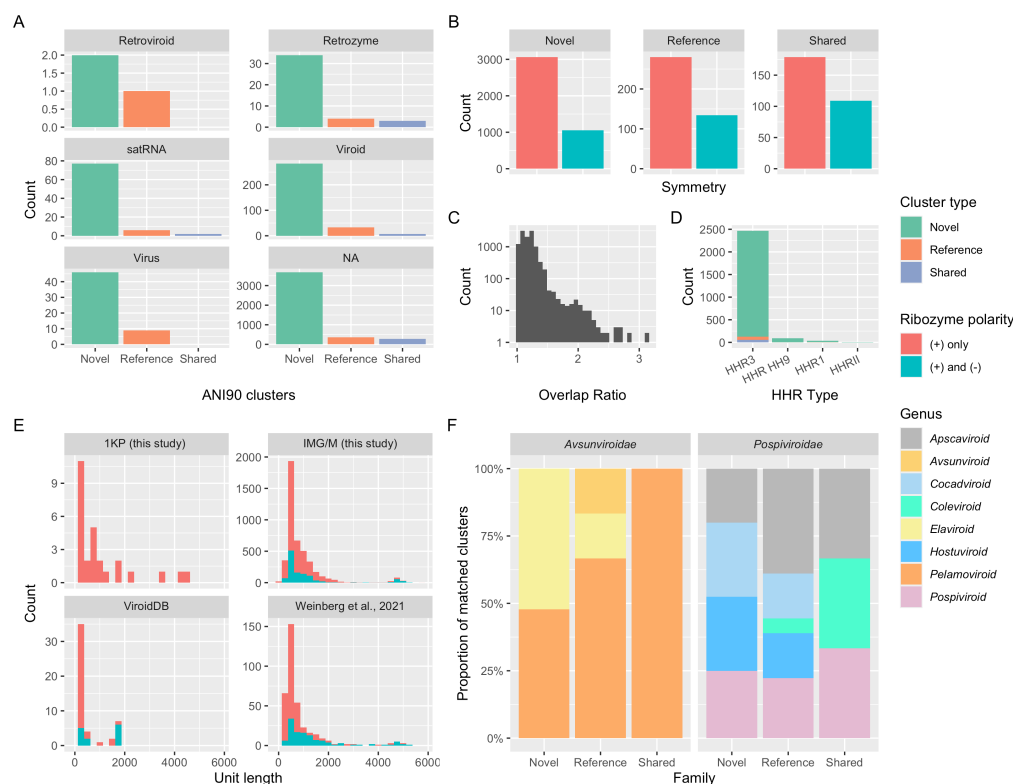 A
Retroviroid
Retrozyme
2.0
1.5
1.0
0.5
0.0
30
20
10
0
satRNA
Viroid
80
60
40
20
0
200
100
0
Virus
NA
40
30
20
10
0
3000
2000
1000
0
Count
Novel
Reference
Shared
Novel
Reference
Shared
ANI90 clusters
B
Novel
Reference
Shared
3000
2000
1000
0
200
100
0
150
100
50
0
Count
Symmetry
C
1000
100
10
1
Count
1
2
3
Overlap Ratio
D
2500
2000
1500
1000
500
0
Count
HHR3
HHR HH9
HHR1
HHRII
HHR Type
Cluster type
Novel
Reference
Shared
Ribozyme polarity
(+) only
(+) and (-)
Genus
Apscaviroid
Avsunviroid
Cocadviroid
Coleviroid
Elaviroid
Hostuviroid
Pelamoviroid
Pospiviroid
E
1KP (this study)
IMG/M (this study)
9
6
3
0
2000
1500
1000
500
0
ViroidDB
Weinberg et al., 2021
30
20
10
0
150
100
50
0
Count
0
2000
4000
6000
0
2000
4000
6000
Unit length
F
Avsunviroidae
Pospiviroidae
100%
75%
50%
25%
0%
Proportion of matched clusters
Novel
Reference
Shared
Novel
Reference
Shared
Family